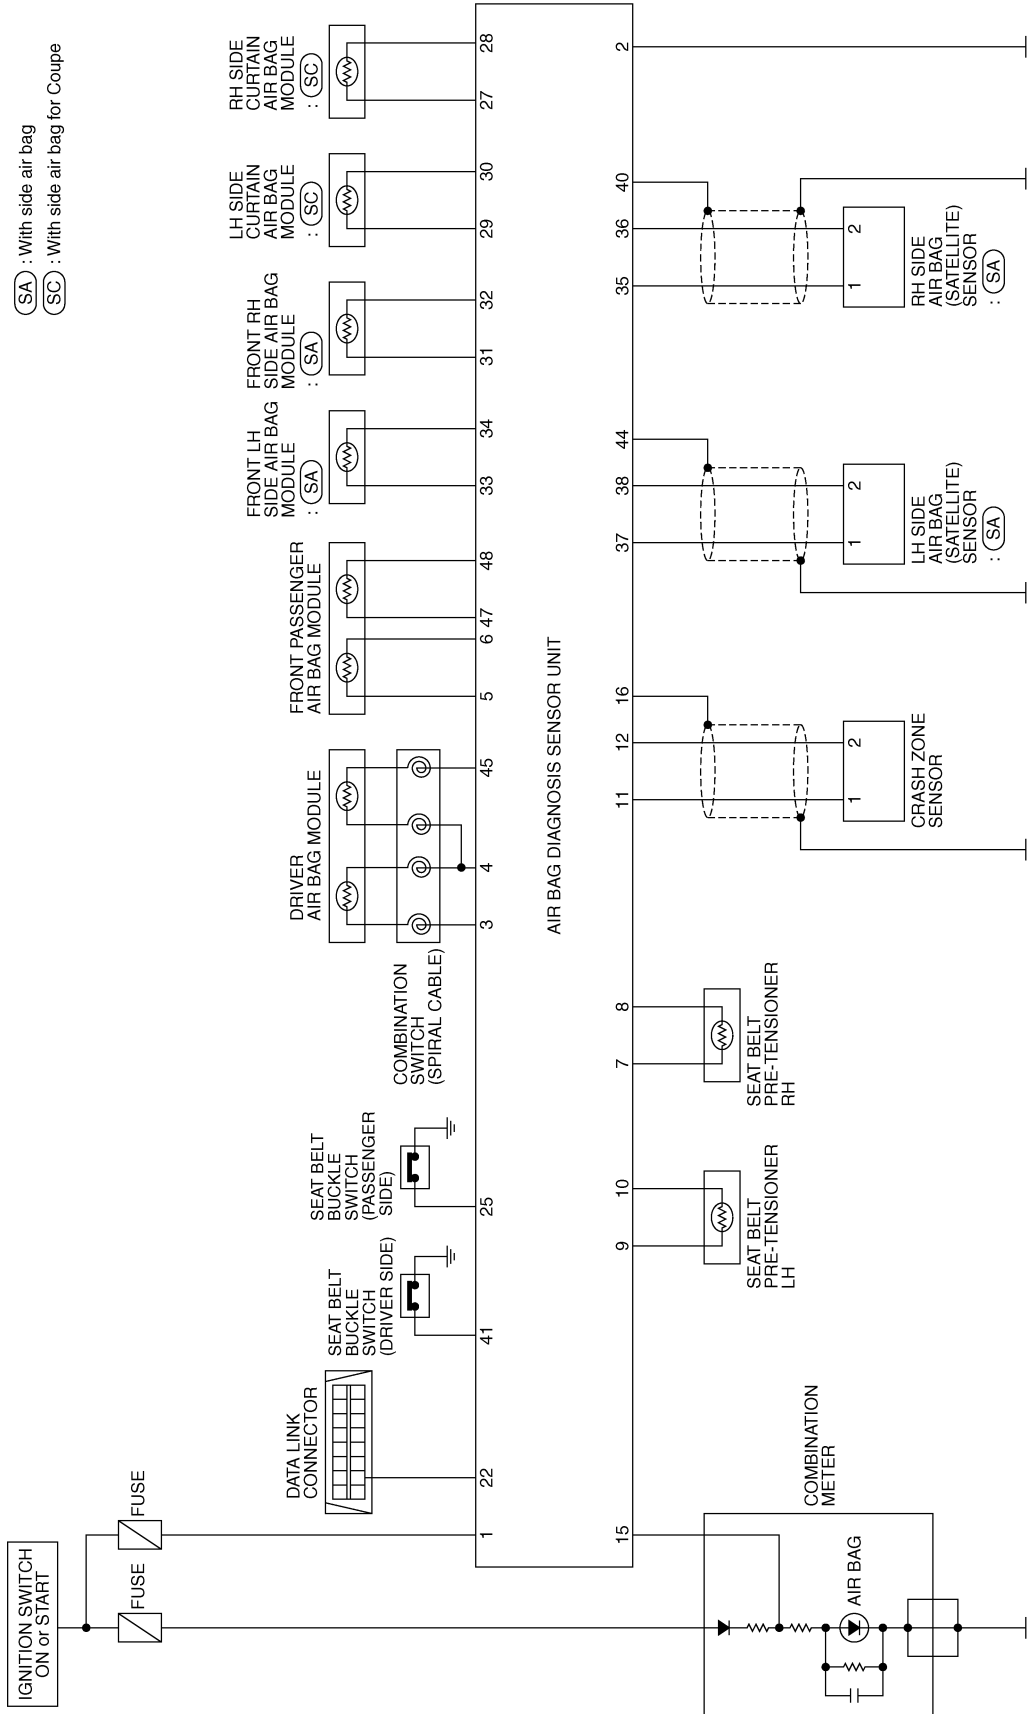 SA : With side air bag
SC : With side air bag for Coupe
IGNITION SWITCH
ON or START
FUSE
FUSE
DATA LINK
CONNECTOR
SEAT BELT
BUCKLE
SWITCH
(DRIVER SIDE)
SEAT BELT
BUCKLE
SWITCH
(PASSENGER
SIDE)
COMBINATION
SWITCH
(SPIRAL CABLE)
DRIVER
AIR BAG MODULE
FRONT PASSENGER
AIR BAG MODULE
FRONT LH
SIDE AIR BAG
MODULE
: SA
FRONT RH
SIDE AIR BAG
MODULE
: SA
LH SIDE
CURTAIN
AIR BAG
MODULE
: SC
RH SIDE
CURTAIN
AIR BAG
MODULE
: SC
1
22
41
25
3
4
45
5
6
47
48
33
34
31
32
29
30
27
28
AIR BAG DIAGNOSIS SENSOR UNIT
15
9
10
7
8
11
12
16
37
38
44
35
36
40
2
COMBINATION
METER
AIR BAG
SEAT BELT
PRE-TENSIONER
LH
SEAT BELT
PRE-TENSIONER
RH
1
2
CRASH ZONE
SENSOR
1
2
LH SIDE
AIR BAG
(SATELLITE)
SENSOR
: SA
1
2
RH SIDE
AIR BAG
(SATELLITE)
SENSOR
: SA